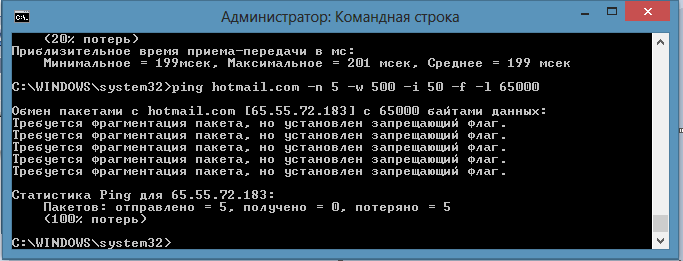 Администратор: Командная строка
(20% потерь)
Приблизительное время приема-передачи в мс:
Минимальное = 199мсек, Максимальное = 201 мсек, Среднее = 199 мсек
C:\WINDOWS\system32>ping hotmail.com -n 5 -w 500 -i 50 -f -l 65000
Обмен пакетами с hotmail.com [65.55.72.183] с 65000 байтами данных:
Требуется фрагментация пакета, но установлен запрещающий флаг.
Требуется фрагментация пакета, но установлен запрещающий флаг.
Требуется фрагментация пакета, но установлен запрещающий флаг.
Требуется фрагментация пакета, но установлен запрещающий флаг.
Требуется фрагментация пакета, но установлен запрещающий флаг.
Статистика Ping для 65.55.72.183:
Пакетов: отправлено = 5, получено = 0, потеряно = 5
(100% потерь)
C:\WINDOWS\system32>